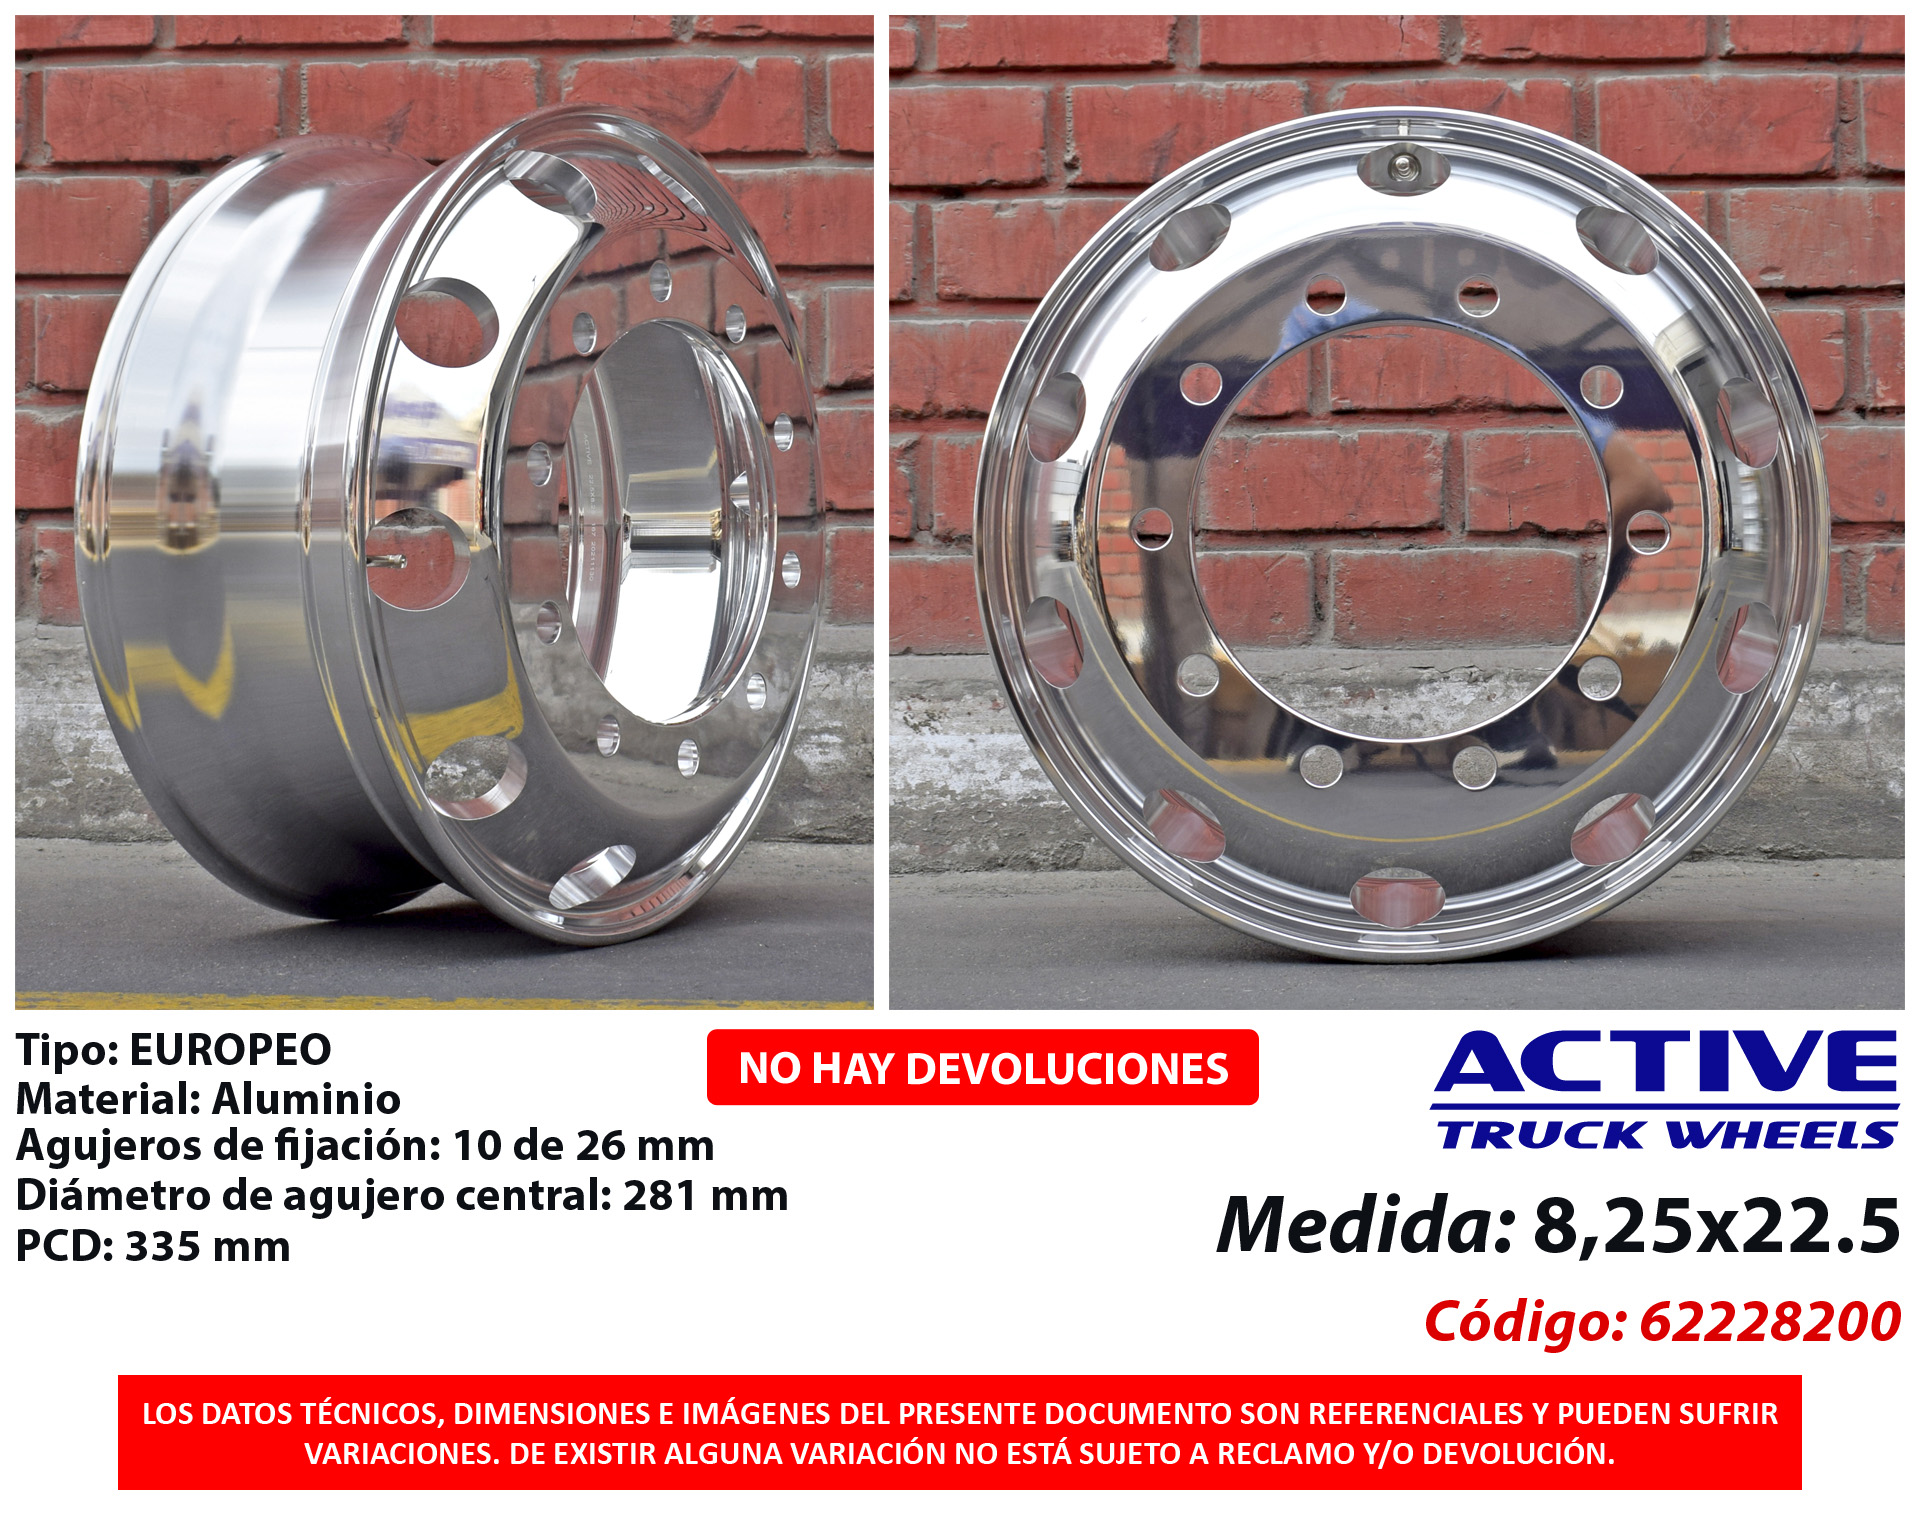 Tipo: EUROPEO
Material: Aluminio
Agujeros de fijación: 10 de 26 mm
Diámetro de agujero central: 281 mm
PCD: 335 mm
NO HAY DEVOLUCIONES
ACTIVE
TRUCK WHEELS
Medida: 8,25x22.5
Código: 62228200
LOS DATOS TÉCNICOS, DIMENSIONES E IMÁGENES DEL PRESENTE DOCUMENTO SON REFERENCIALES Y PUEDEN SUFRIR
VARIACIONES. DE EXISTIR ALGUNA VARIACIÓN NO ESTÁ SUJETO A RECLAMO Y/O DEVOLUCIÓN.